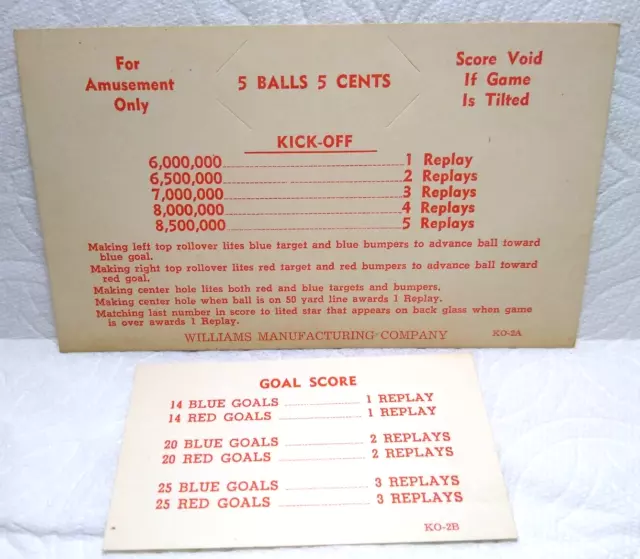 For
Amusement
Only
5 BALLS 5 CENTS
Score Void
If Game
Is Tilted
KICK-OFF
6,000,000 1 Replay
6,500,000 2 Replays
7,000,000 3 Replays
8,000,000 4 Replays
8,500,000 5 Replays
Making left top rollover lites blue target and blue bumpers to advance ball toward
blue goal.
Making right top rollover lites red target and red bumpers to advance ball toward
red goal.
Making center hole lites both red and blue targets and bumpers.
Making center hole when ball is on 50 yard line awards 1 Replay.
Matching last number in score to lited star that appears on back glass when game
is over awards 1 Replay.
WILLIAMS MANUFACTURING COMPANY KO-2A
GOAL SCORE
14 BLUE GOALS 1 REPLAY
14 RED GOALS 1 REPLAY
20 BLUE GOALS 2 REPLAYS
20 RED GOALS 2 REPLAYS
25 BLUE GOALS 3 REPLAYS
25 RED GOALS 3 REPLAYS
KO-2B